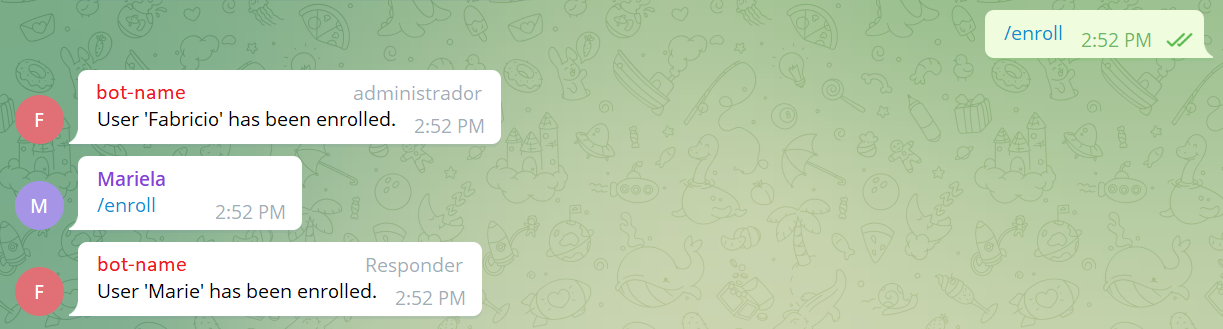 /enroll 2:52 PM
bot-name administrador
F User 'Fabricio' has been enrolled. 2:52 PM
Mariela
M /enroll 2:52 PM
bot-name Responder
F User 'Marie' has been enrolled. 2:52 PM